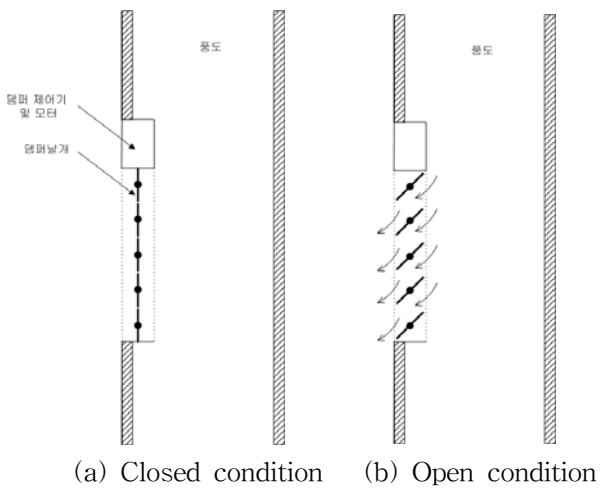 풍도
풍도
댐퍼 제어기
및 모터
댐퍼날개
(a) Closed condition
(b) Open condition